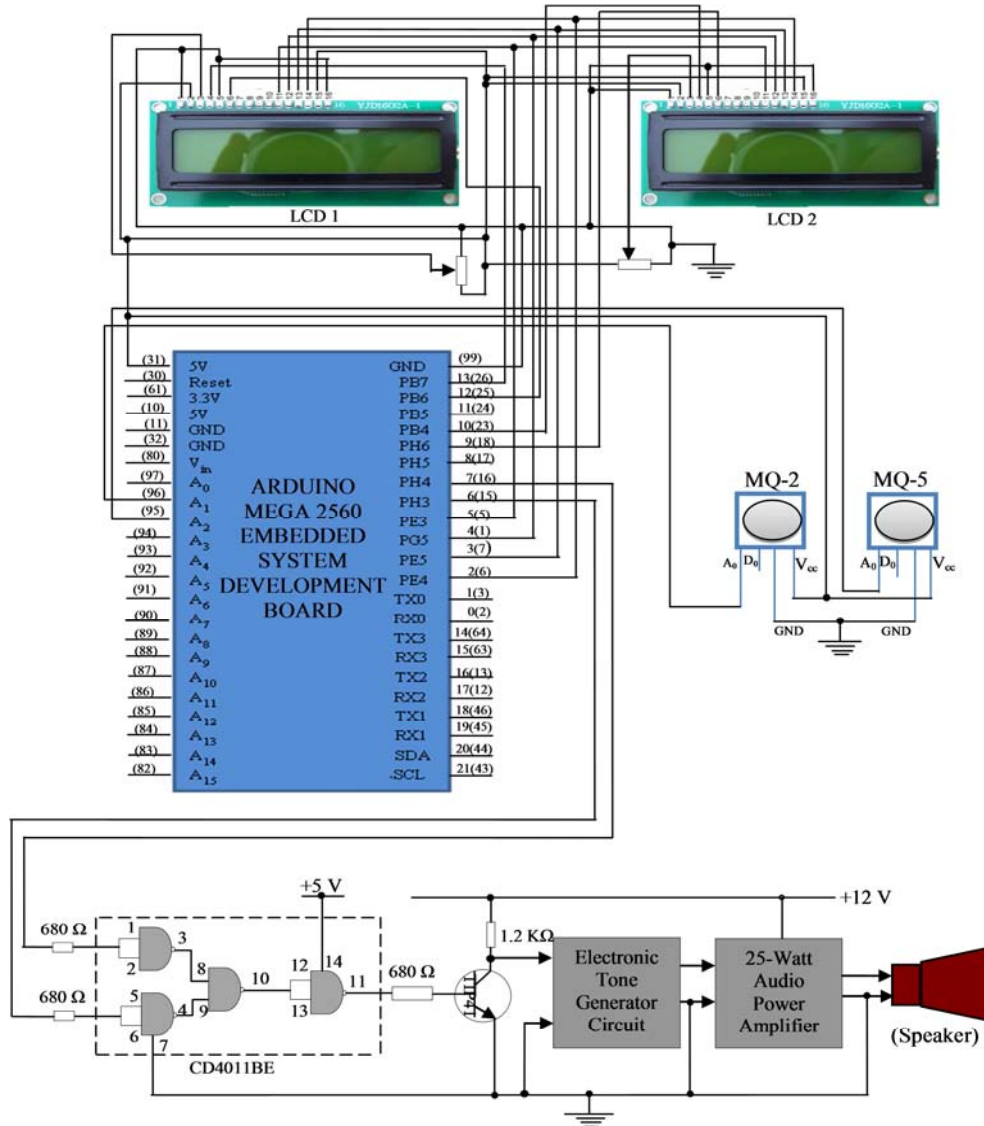 1 16 YJD1602A-1
1 16 YJD1602A-1
LCD 1
LCD 2
(31) 5V
(30) Reset
(61) 3.3V
(10) 5V
(11) GND
(32) GND
(80) Vin
(97) A0
(96) A1
(95) A2
(94) A3
(93) A4
(92) A5
(91) A6
(90) A7
(89) A8
(88) A9
(87) A10
(86) A11
(85) A12
(84) A13
(83) A14
(82) A15
ARDUINO
MEGA 2560
EMBEDDED
SYSTEM
DEVELOPMENT
BOARD
GND (99)
PB7 13(26)
PB6 12(25)
PB5 11(24)
PB4 10(23)
PH6 9(18)
PH5 8(17)
PH4 7(16)
PH3 6(15)
PE3 5(5)
PG5 4(1)
PE5 3(7)
PE4 2(6)
TX0 1(3)
RX0 0(2)
TX3 14(64)
RX3 15(63)
TX2 16(13)
RX2 17(12)
TX1 18(46)
RX1 19(45)
SDA 20(44)
.SCL 21(43)
MQ-2 MQ-5
A0 D0 Vcc A0 D0 Vcc
GND GND
+5 V
+12 V
680 Ω
1
2
3
680 Ω
5
6
4
7
8
9
10
12
13
14
11
680 Ω
CD4011BE
TIP41
1.2 KΩ
Electronic
Tone
Generator
Circuit
25-Watt
Audio
Power
Amplifier
(Speaker)